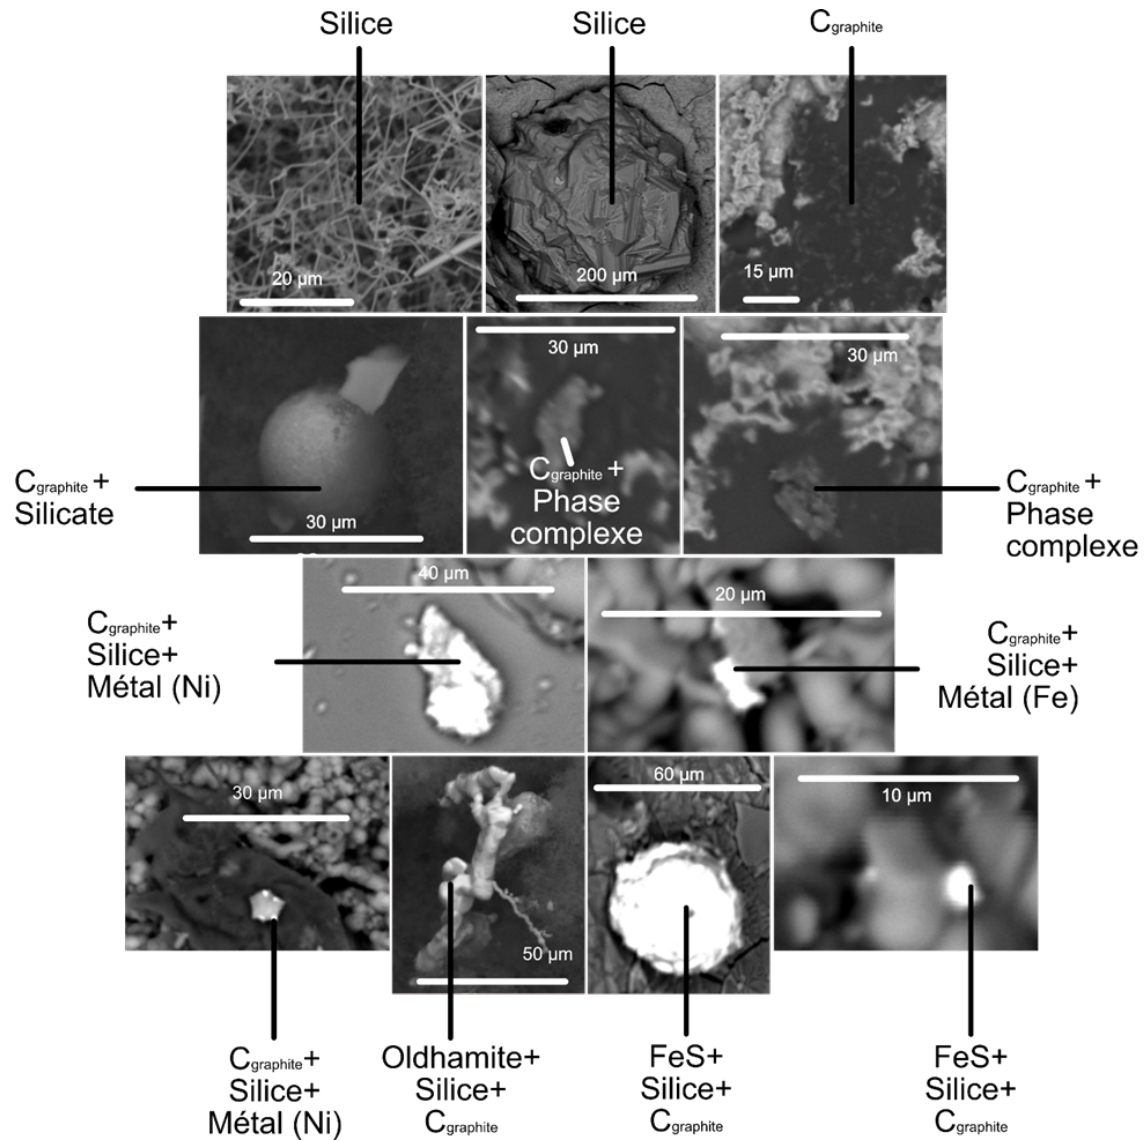 Silice
Silice
Cgraphite
20 µm
200 µm
15 µm
30 µm
30 µm
30 µm
Cgraphite +
Silicate
Cgraphite +
Phase
complexe
Cgraphite +
Phase
complexe
40 µm
20 µm
Cgraphite+
Silice+
Métal (Ni)
Cgraphite+
Silice+
Métal (Fe)
30 µm
50 µm
60 µm
10 µm
Cgraphite+
Silice+
Métal (Ni)
Oldhamite+
Silice+
Cgraphite
FeS+
Silice+
Cgraphite
FeS+
Silice+
Cgraphite